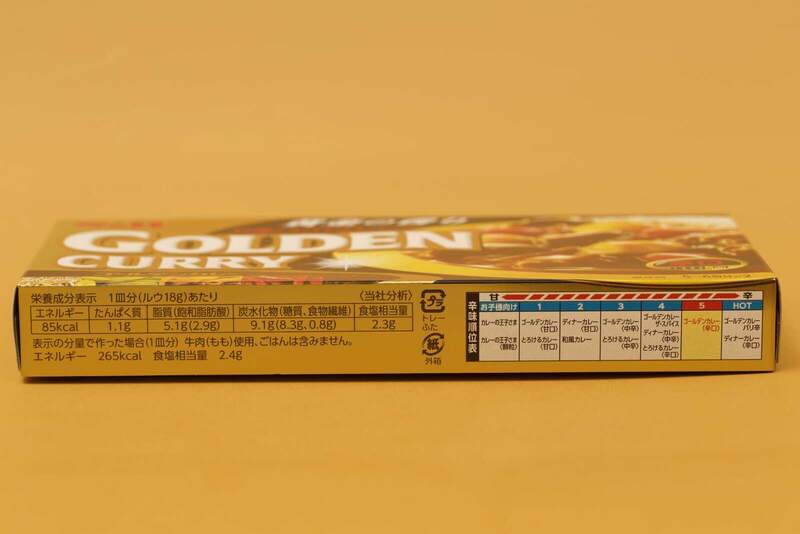 GOLDEN
CURRY
栄養成分表示 1皿分(ルウ18g)あたり 〈当社分析〉
エネルギー たんぱく質 脂質(飽和脂肪酸) 炭水化物(糖質、食物繊維) 食塩相当量
85kcal 1.1g 5.1g(2.9g) 9.1g(8.3g、0.8g) 2.3g
表示の分量で作った場合(1皿分) 牛肉(もも)使用、ごはんは含みません。
エネルギー 265kcal 食塩相当量 2.4g
プラ
トレー
ふた
紙
外箱
辛味順位表
甘 辛
お子様向け 1 2 3 4 5 HOT
カレーの王子さま ゴールデンカレー(甘口) ディナーカレー(甘口) ゴールデンカレー(中辛) ゴールデンカレー ザ・スパイス ゴールデンカレー(辛口) ゴールデンカレー バリ辛
カレーの王子さま(顆粒) とろけるカレー(甘口) 和風カレー とろけるカレー(中辛) ディナーカレー(中辛) ディナーカレー(辛口)
とろけるカレー(辛口)